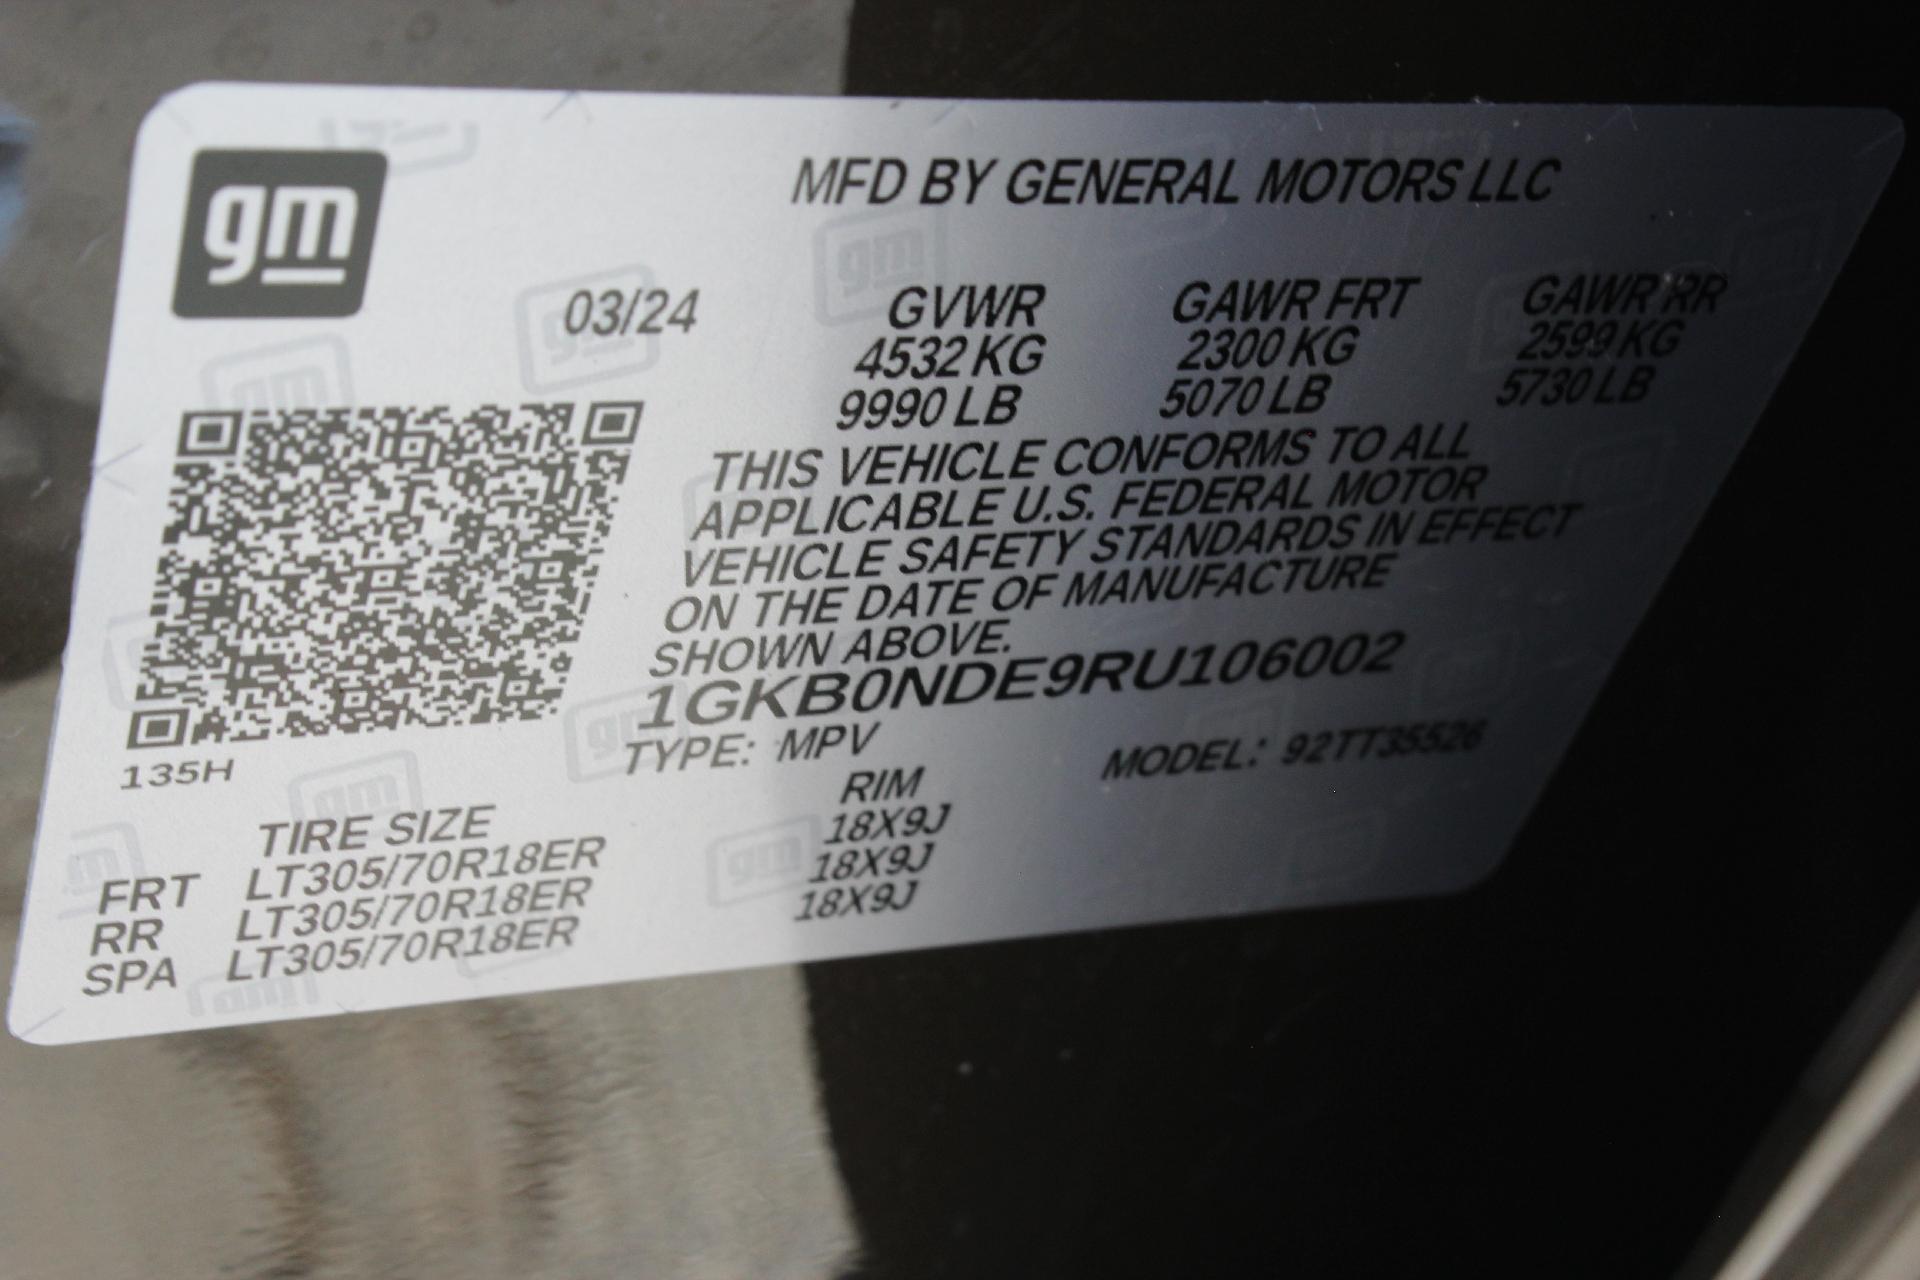 gm
MFD BY GENERAL MOTORS LLC
03/24
GVWR GAWR FRT GAWR RR
4532 KG 2300 KG 2599 KG
9990 LB 5070 LB 5730 LB
THIS VEHICLE CONFORMS TO ALL
APPLICABLE U.S. FEDERAL MOTOR
VEHICLE SAFETY STANDARDS IN EFFECT
ON THE DATE OF MANUFACTURE
SHOWN ABOVE.
1GKB0NDE9RU106002
TYPE: MPV MODEL: 92TT35526
135H
TIRE SIZE RIM
FRT LT305/70R18ER 18X9J
RR LT305/70R18ER 18X9J
SPA LT305/70R18ER 18X9J